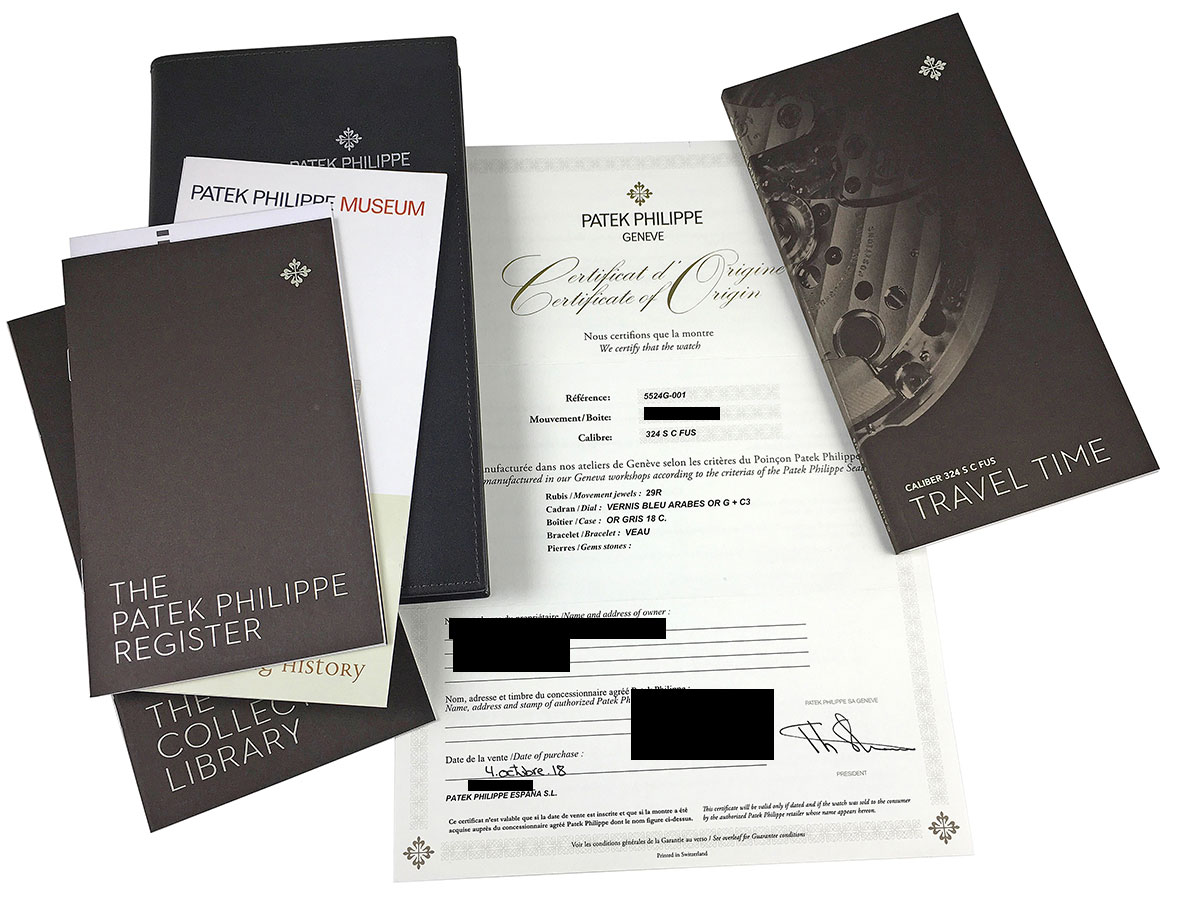 PATEK PHILIPPE
PATEK PHILIPPE MUSEUM
THE
PATEK PHILIPPE
REGISTER
& HISTORY
THE
COLLECT
LIBRARY
PATEK PHILIPPE
GENEVE
Certificat d'Origine
Certificate of Origin
Nous certifions que la montre
We certify that the watch
Référence: 5524G-001
Mouvement/Boite:
Calibre: 324 S C FUS
anufacturée dans nos ateliers de Genève selon les critères du Poinçon Patek Philippe
manufactured in our Geneva workshops according to the criterias of the Patek Philippe Seal
Rubis / Movement jewels : 29R
Cadran / Dial : VERNIS BLEU ARABES OR G + C3
Boîtier / Case : OR GRIS 18 C.
Bracelet / Bracelet : VEAU
Pierres / Gems stones :
propriétaire / Name and address of owner :
Nom, adresse et timbre du concessionnaire agréé Patek Philippe :
Name, address and stamp of authorized Patek Ph
PATEK PHILIPPE SA GENEVE
PRESIDENT
Date de la vente / Date of purchase :
4. octubre. 18
PATEK PHILIPPE ESPAÑA S.L.
Ce certificat n'est valable que si la date de vente est inscrite et que si la montre a été
acquise auprès du concessionnaire agréé Patek Philippe dont le nom figure ci-dessus.
This certificate will be valid only if dated and if the watch was sold to the consumer
by the authorized Patek Philippe retailer whose name appears hereon.
Voir les conditions générales de la Garantie au verso / See overleaf for Guarantee conditions
Printed in Switzerland
POSITIONS
CALIBER 324 S C FUS
TRAVEL TIME